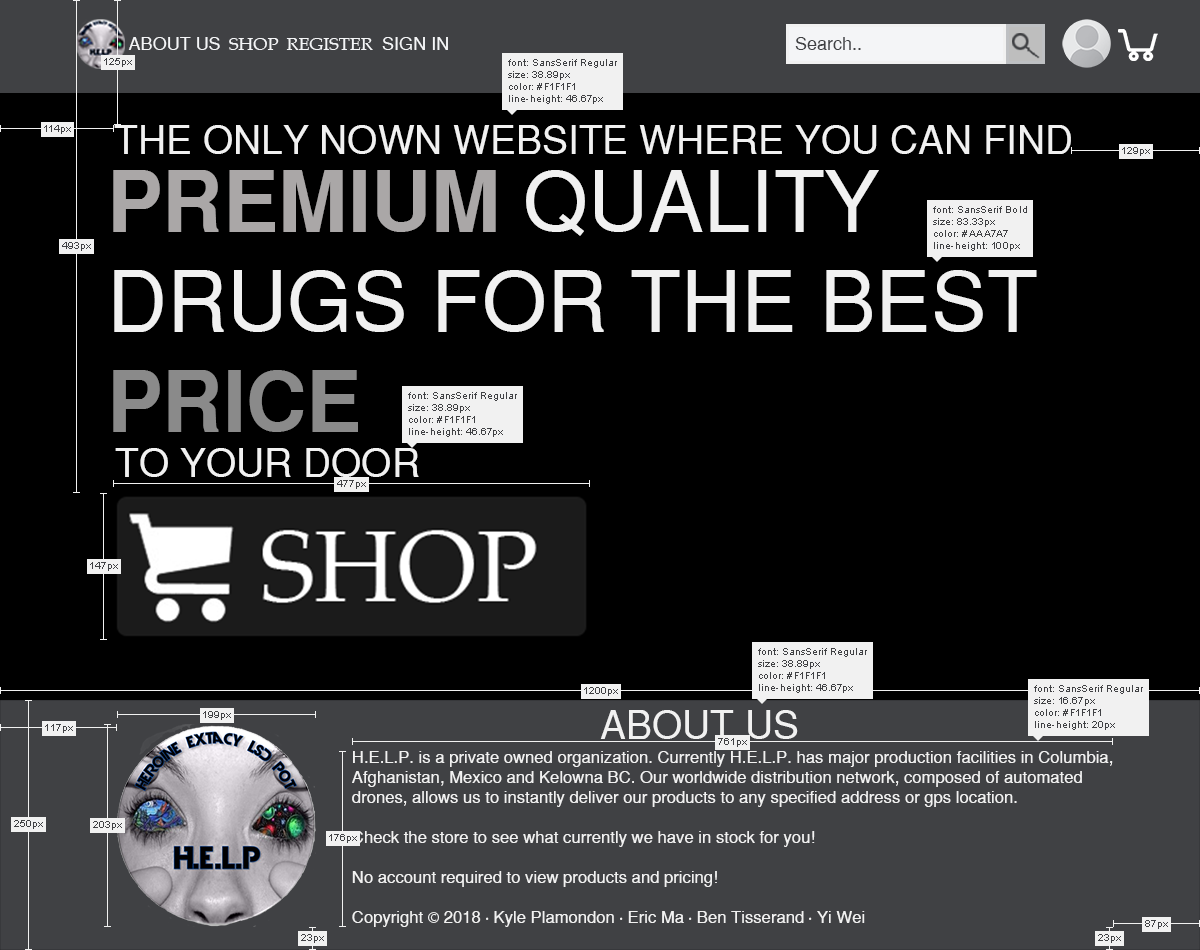 H.E.L.P
ABOUT US SHOP REGISTER SIGN IN
Search..
125px
font: SansSerif Regular
size: 38.89px
color: #F1F1F1
line-height: 46.67px
114px
THE ONLY NOWN WEBSITE WHERE YOU CAN FIND
129px
PREMIUM QUALITY
font: SansSerif Bold
size: 83.33px
color: #AAA7A7
line-height: 100px
493px
DRUGS FOR THE BEST
PRICE
font: SansSerif Regular
size: 38.89px
color: #F1F1F1
line-height: 46.67px
TO YOUR DOOR
477px
SHOP
147px
font: SansSerif Regular
size: 38.89px
color: #F1F1F1
line-height: 46.67px
1200px
font: SansSerif Regular
size: 16.67px
color: #F1F1F1
line-height: 20px
199px
117px
ABOUT US
761px
HEROINE EXTACY LSD POT
H.E.L.P
H.E.L.P. is a private owned organization. Currently H.E.L.P. has major production facilities in Columbia,
Afghanistan, Mexico and Kelowna BC. Our worldwide distribution network, composed of automated
drones, allows us to instantly deliver our products to any specified address or gps location.
250px
203px
176px
Check the store to see what currently we have in stock for you!
No account required to view products and pricing!
Copyright © 2018 · Kyle Plamondon · Eric Ma · Ben Tisserand · Yi Wei
87px
23px
23px